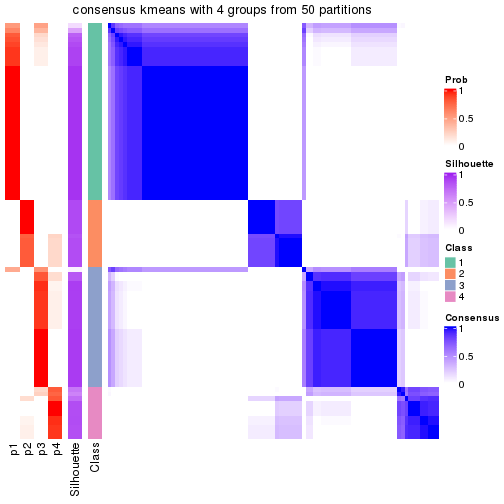 consensus kmeans with 4 groups from 50 partitions
Prob
1
0.5
0
Silhouette
1
0.5
0
Class
1
2
3
4
Consensus
1
0.5
0
p1
p2
p3
p4
Silhouette
Class